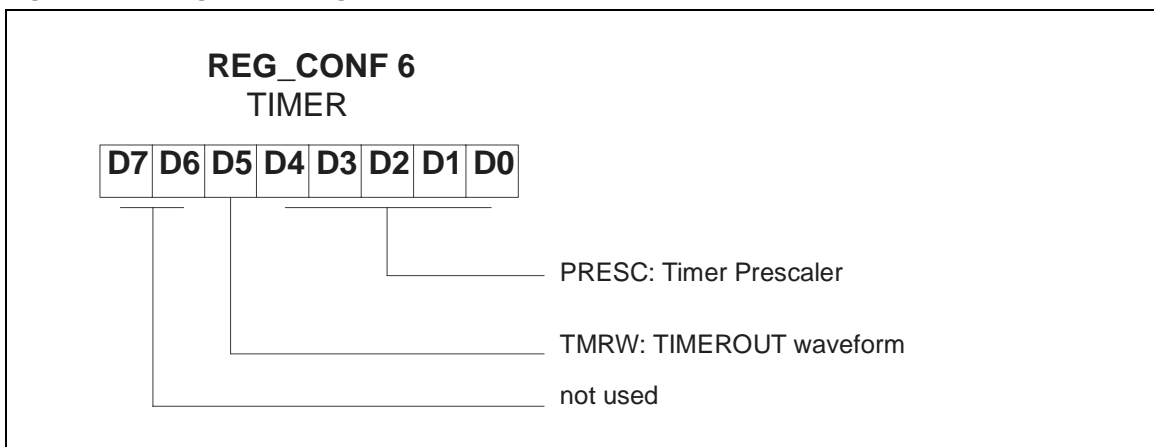 REG_CONF 6
TIMER
D7 D6 D5 D4 D3 D2 D1 D0
PRESC: Timer Prescaler
TMRW: TIMEROUT waveform
not used